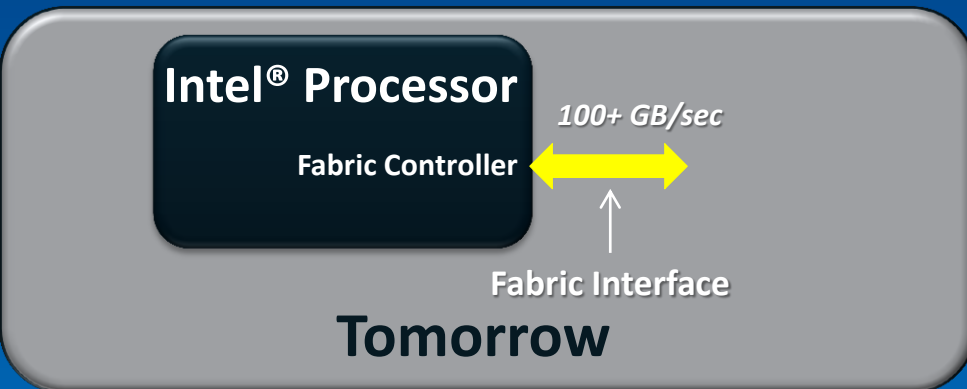 Intel® Processor
100+ GB/sec
Fabric Controller
Fabric Interface
Tomorrow